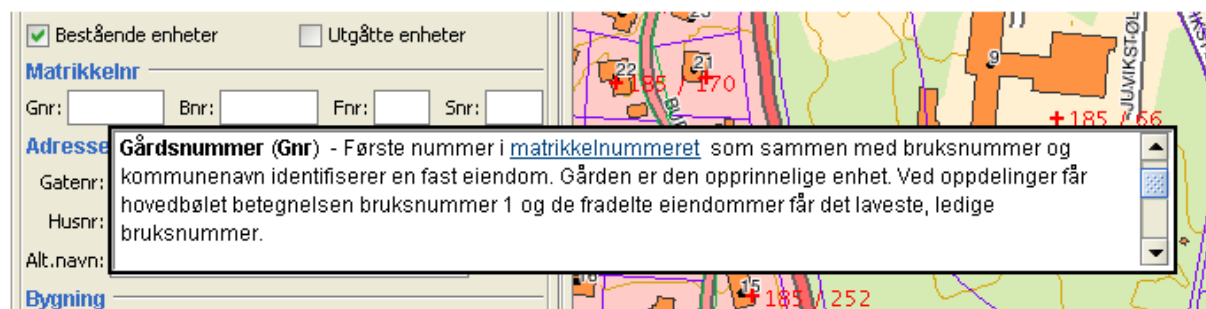 Bestående enheter
Utgåtte enheter
Matrikkelnr
Gnr:
Bnr:
Fnr:
Snr:
Adresse
Gatenr:
Husnr:
Alt.navn:
Bygning
Gårdsnummer (Gnr) - Første nummer i matrikkelnummeret som sammen med bruksnummer og
kommunenavn identifiserer en fast eiendom. Gården er den opprinnelige enhet. Ved oppdelinger får
hovedbølet betegnelsen bruksnummer 1 og de fradelte eiendommer får det laveste, ledige
bruksnummer.
22
21
185 / 170
9
185 / 66
15
185 / 252